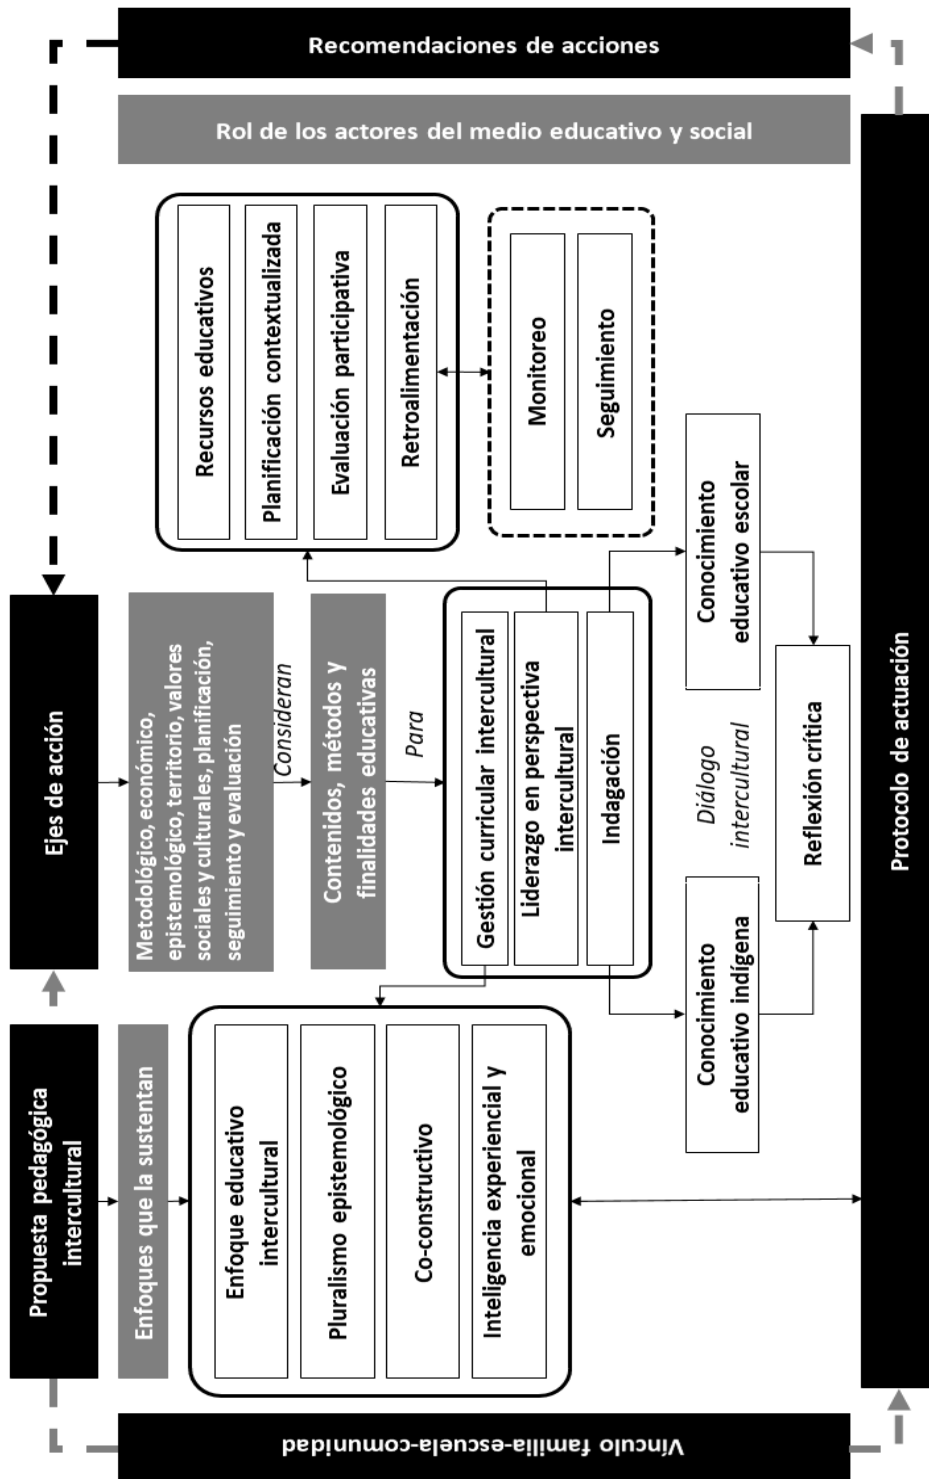 Recomendaciones de acciones
Rol de los actores del medio educativo y social
Propuesta pedagógica
intercultural
Enfoques que la sustentan
Enfoque educativo
intercultural
Pluralismo epistemológico
Co-constructivo
Inteligencia experiencial y
emocional
Ejes de acción
Metodológico, económico,
epistemológico, territorio, valores
sociales y culturales, planificación,
seguimiento y evaluación
Consideran
Contenidos, métodos y
finalidades educativas
Para
Gestión curricular intercultural
Liderazgo en perspectiva
intercultural
Indagación
Recursos educativos
Planificación contextualizada
Evaluación participativa
Retroalimentación
Monitoreo
Seguimiento
Conocimiento
educativo indígena
Diálogo
intercultural
Conocimiento
educativo escolar
Reflexión crítica
Protocolo de actuación
Vínculo familia-escuela-comunidad